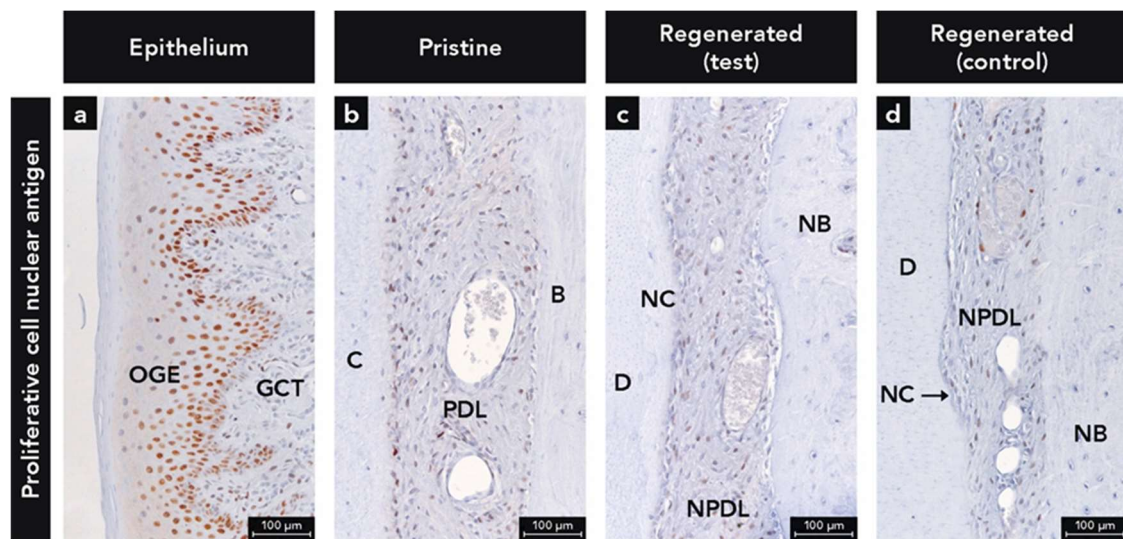 Epithelium
Pristine
Regenerated
(test)
Regenerated
(control)
Proliferative cell nuclear antigen
a
OGE
GCT
100 µm
b
C
B
PDL
100 µm
c
NB
NC
D
NPDL
100 µm
d
D
NPDL
NC
NB
100 µm